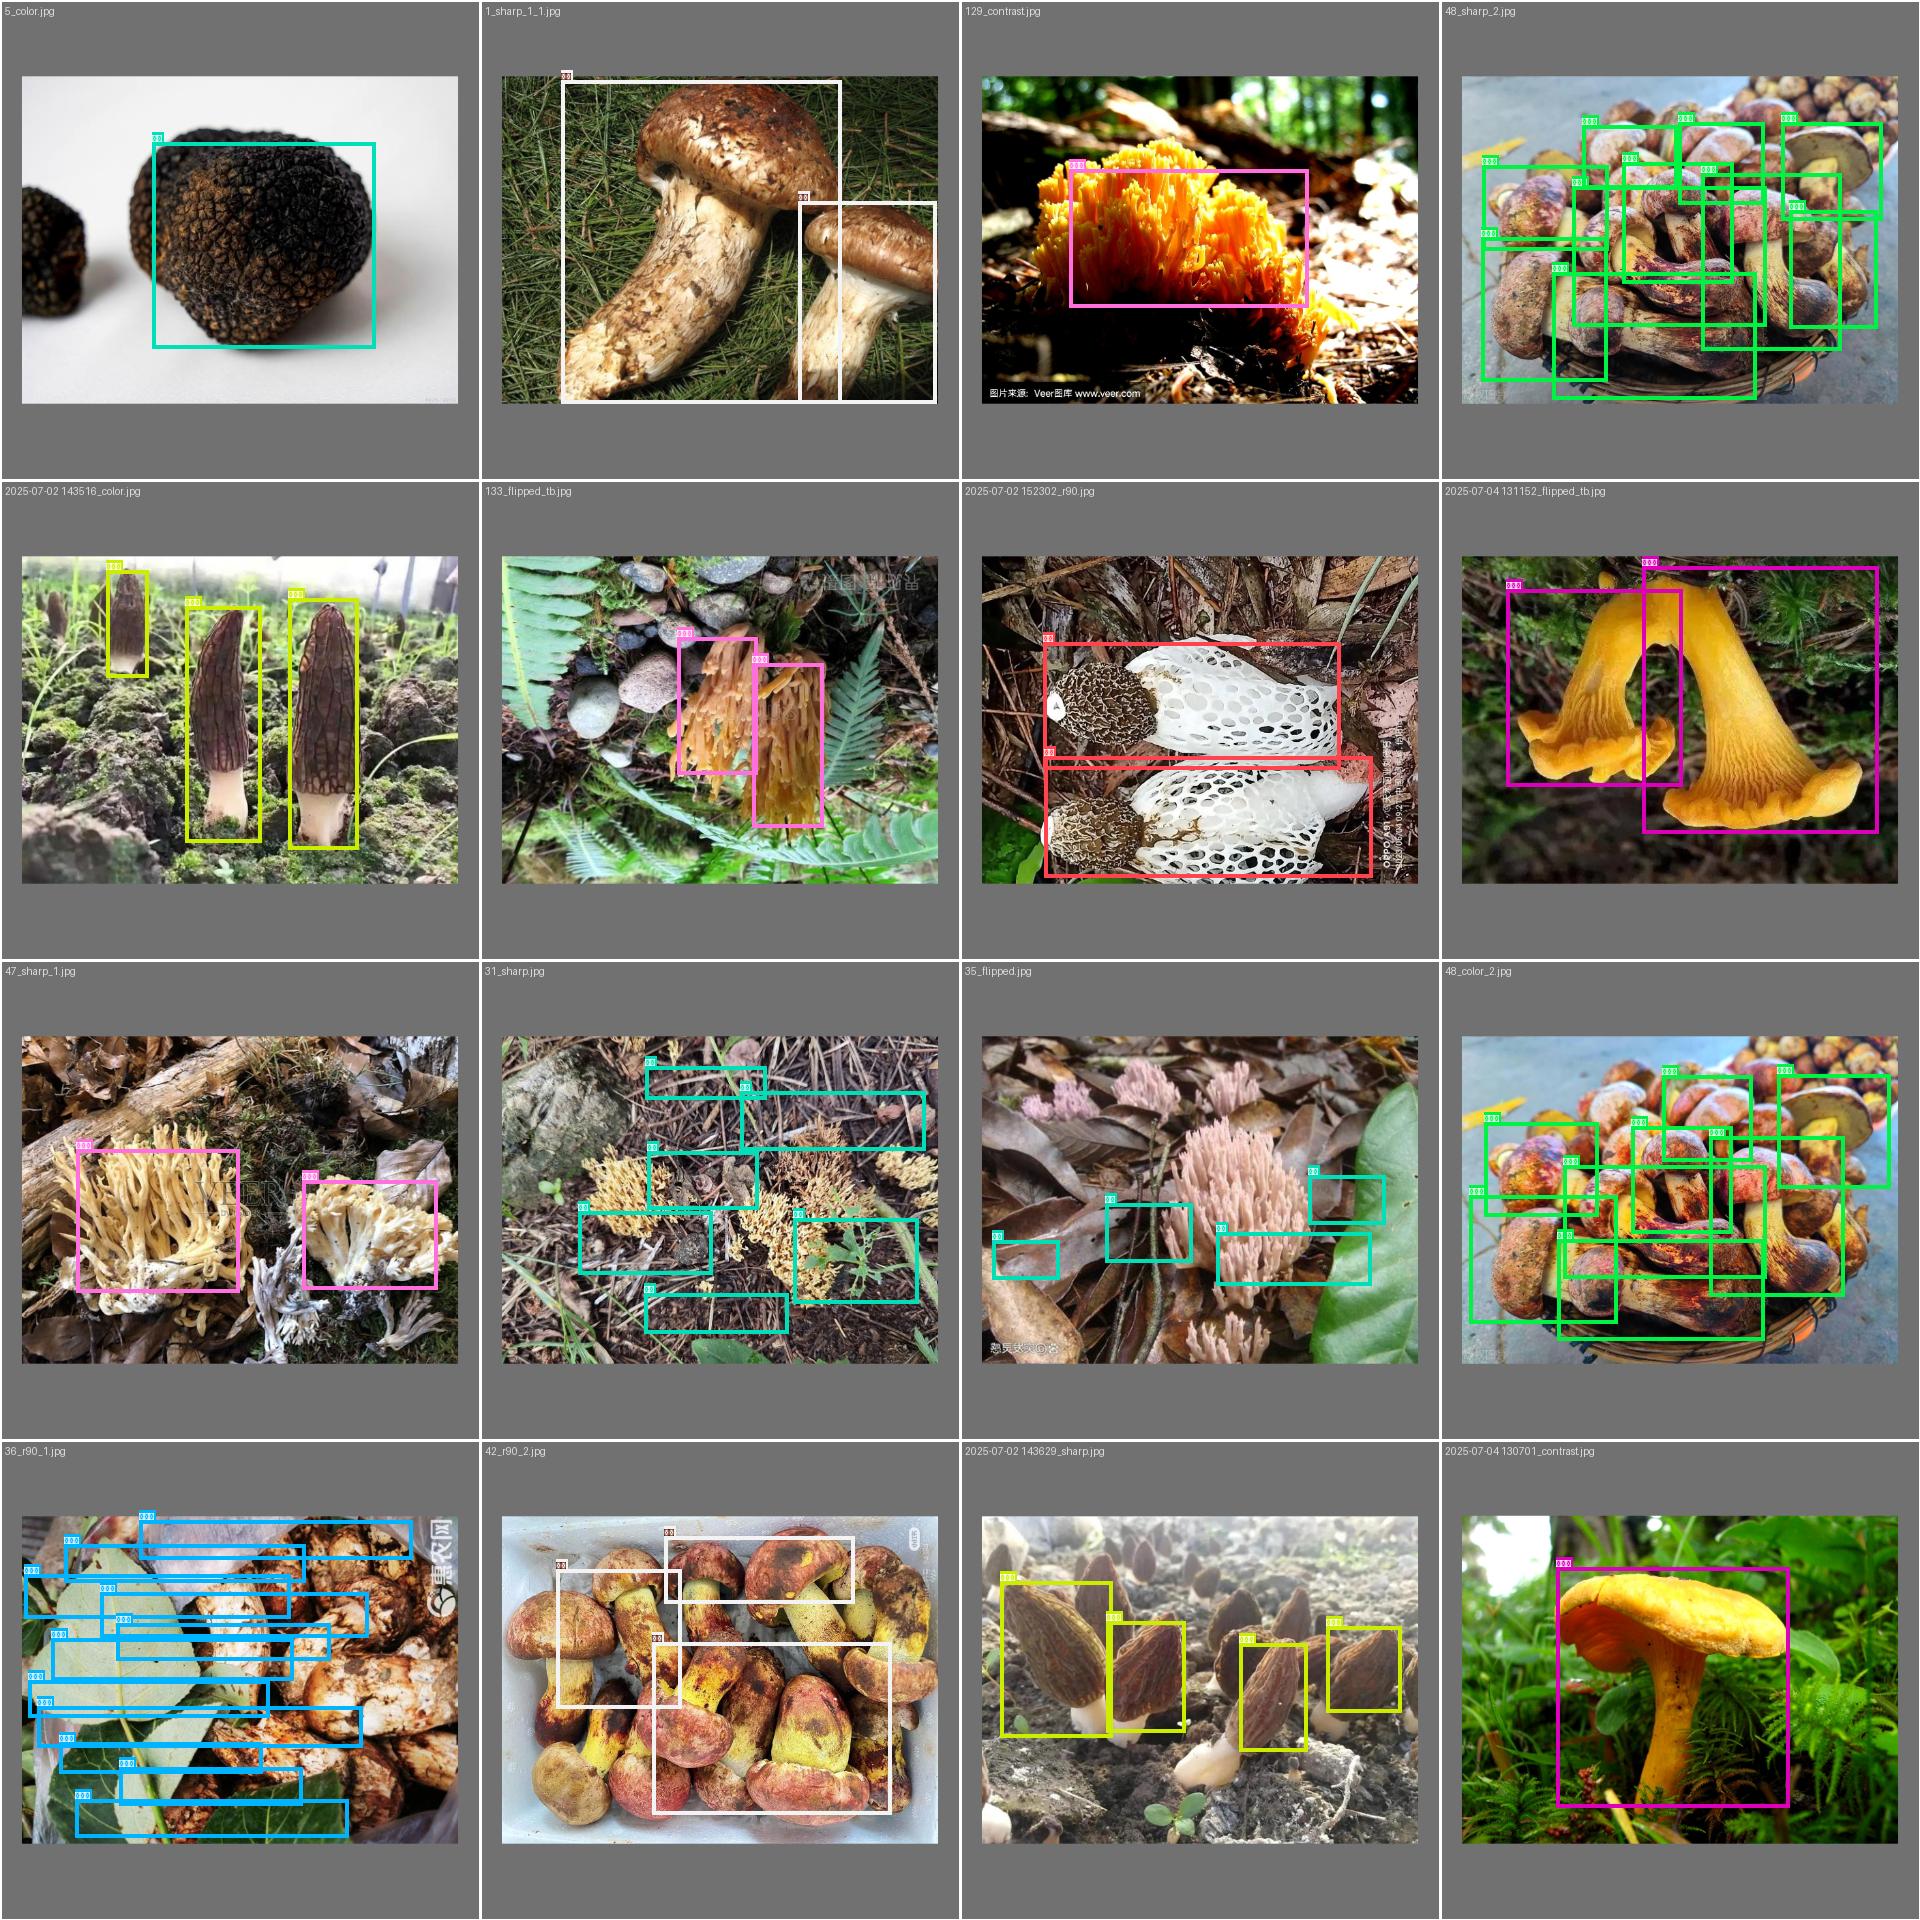 5_color.jpg
1_sharp_1_1.jpg
129_contrast.jpg
48_sharp_2.jpg
图片来源：Veer图库 www.veer.com
2025-07-02 143516_color.jpg
133_flipped_tb.jpg
2025-07-02 152302_r90.jpg
2025-07-04 131152_flipped_tb.jpg
47_sharp_1.jpg
31_sharp.jpg
35_flipped.jpg
48_color_2.jpg
36_r90_1.jpg
42_r90_2.jpg
2025-07-02 143629_sharp.jpg
2025-07-04 130701_contrast.jpg
惠农网